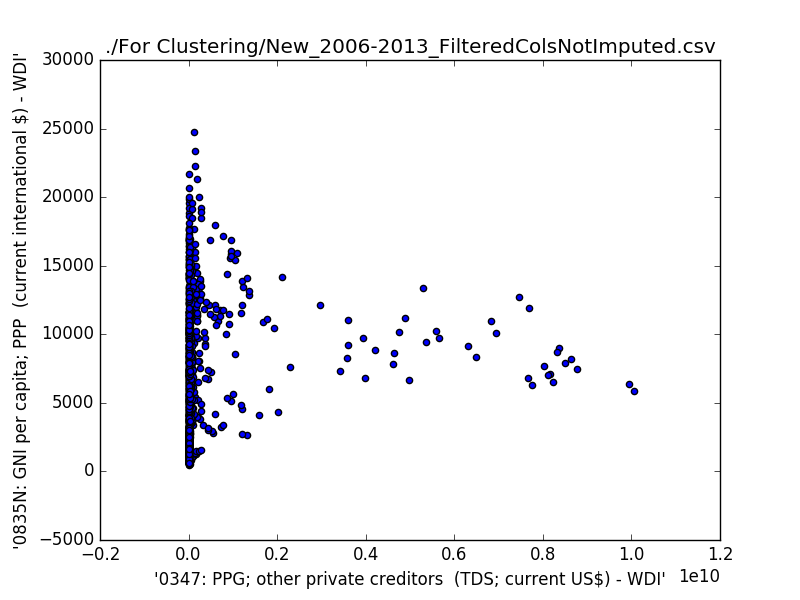 ./For Clustering/New_2006-2013_FilteredColsNotImputed.csv
'0835N: GNI per capita; PPP  (current international $) - WDI'
30000
25000
20000
15000
10000
5000
0
−5000
−0.2 0.0 0.2 0.4 0.6 0.8 1.0 1.2
1e10
'0347: PPG; other private creditors  (TDS; current US$) - WDI'